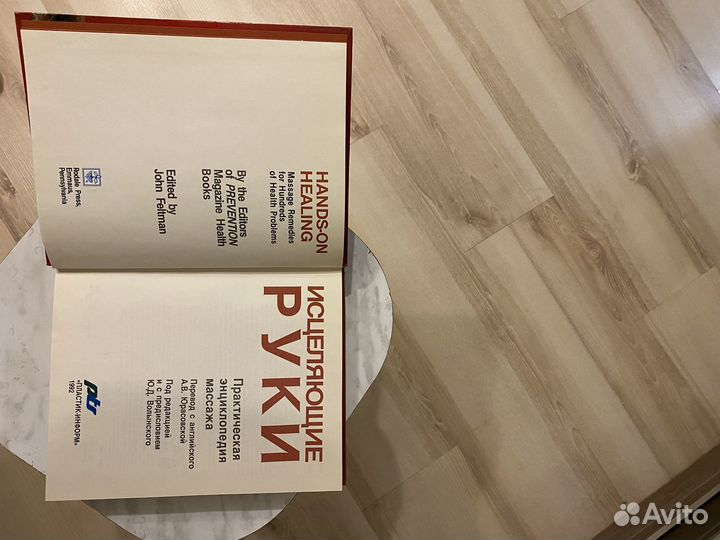 HANDS-ON
HEALING
Massage Remedies
for Hundreds
of Health Problems
By the Editors
of PREVENTION
Magazine Health
Books
Edited by
John Feltman
Rodale Press,
Emmaus,
Pennsylvania
ИСЦЕЛЯЮЩИЕ
РУКИ
Практическая
энциклопедия
массажа
Перевод с английского
А.В. Юрасовской
Под редакцией
и с предисловием
Ю.Д. Волынского
«ПЛАСТИК-ИНФОРМ»
1992
Avito